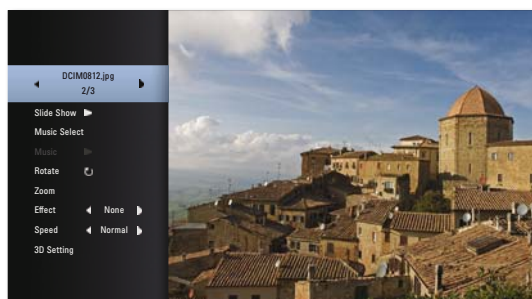 DCIM0812.jpg
2/3
Slide Show
Music Select
Music
Rotate
Zoom
Effect None
Speed Normal
3D Setting